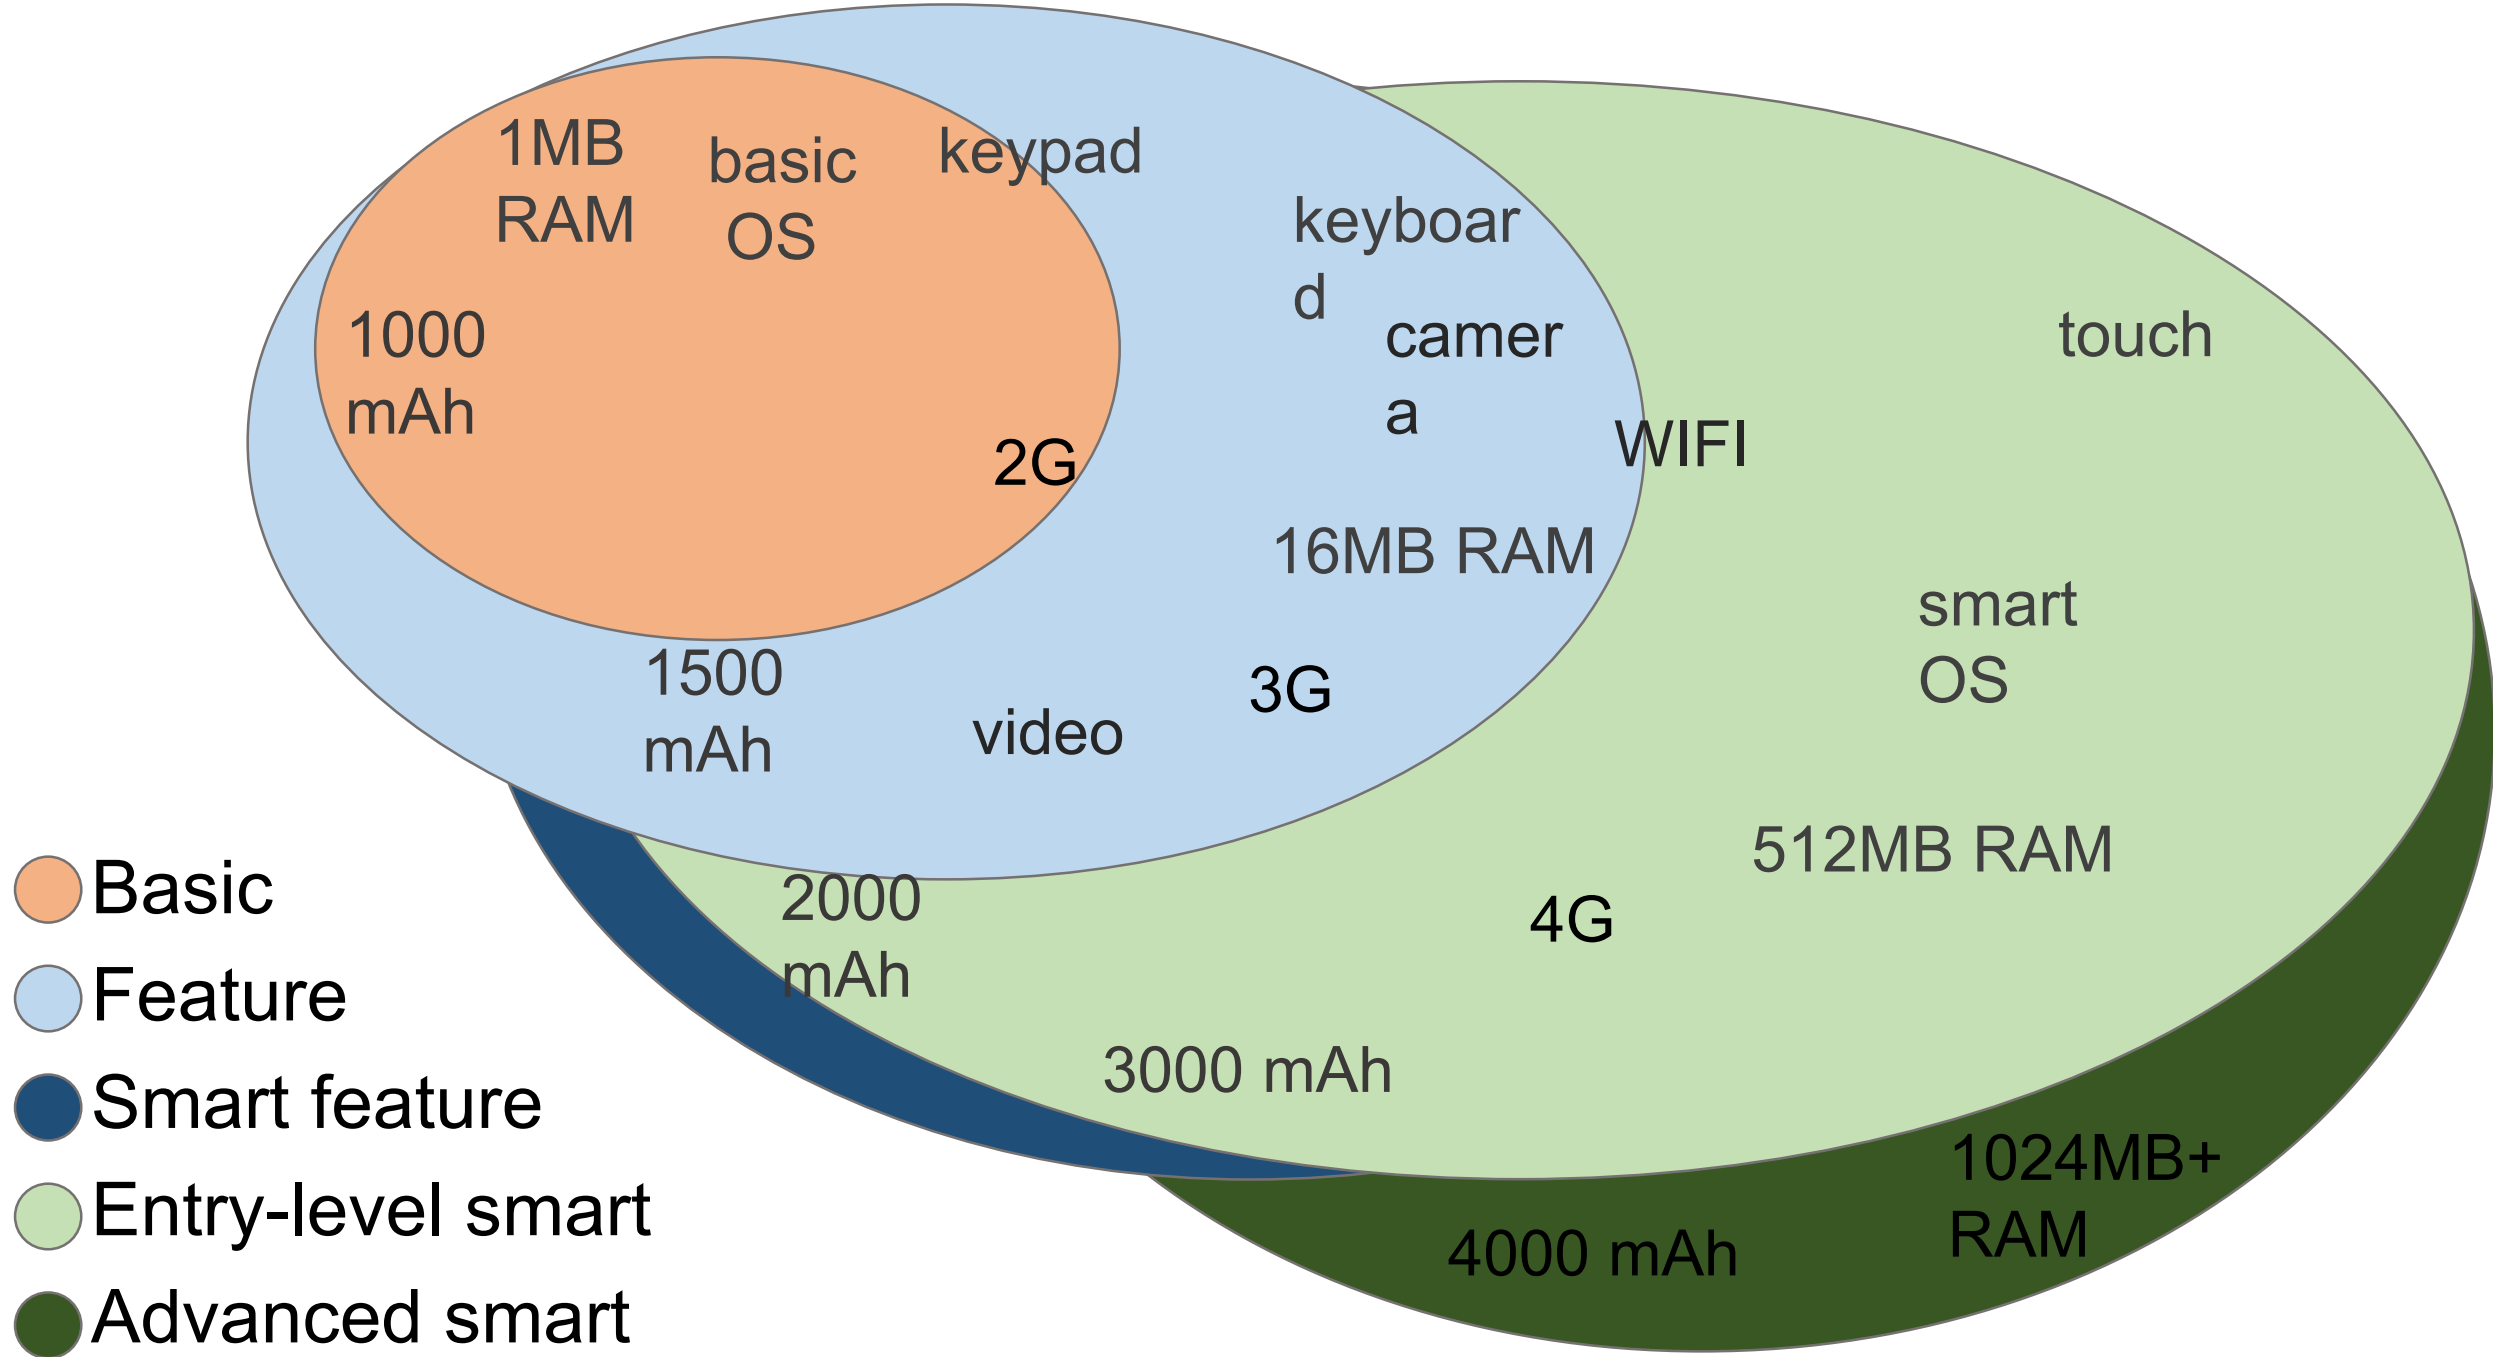 1MB
RAM
basic
OS
keypad
keyboar
d
1000
mAh
camer
a
touch
2G
WIFI
16MB RAM
smart
OS
1500
mAh
3G
video
512MB RAM
2000
mAh
4G
3000 mAh
1024MB+
RAM
4000 mAh
Basic
Feature
Smart feature
Entry-level smart
Advanced smart